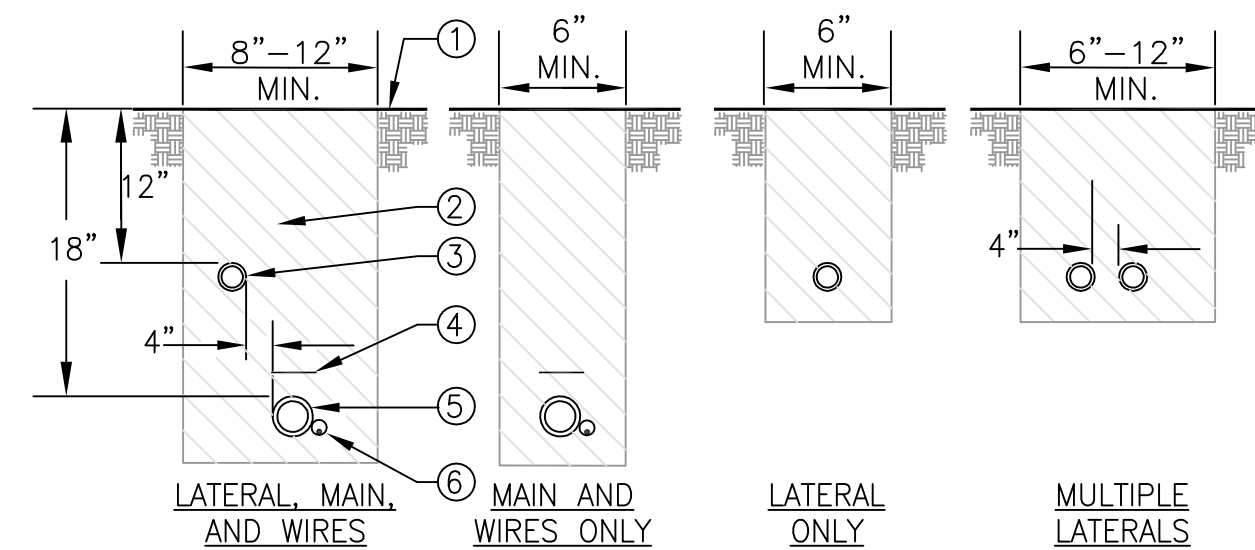 8”–12”
MIN.
1
6”
MIN.
6”
MIN.
6”–12”
MIN.
12”
18”
2
3
4”
4”
4
5
6
LATERAL, MAIN,
AND WIRES
MAIN AND
WIRES ONLY
LATERAL
ONLY
MULTIPLE
LATERALS